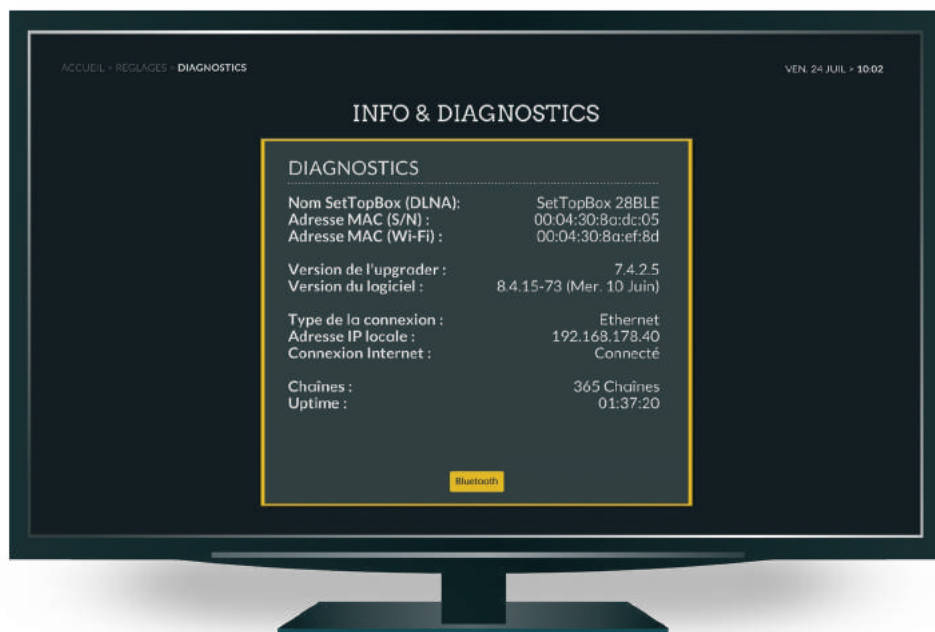 ACCUEIL > RÉGLAGES > DIAGNOSTICS
VEN. 24 JUIL > 10:02
INFO & DIAGNOSTICS
DIAGNOSTICS
Nom SetTopBox (DLNA): SetTopBox 28BLE
Adresse MAC (S/N) : 00:04:30:8a:dc:05
Adresse MAC (Wi-Fi) : 00:04:30:8a:ef:8d
Version de l'upgrader : 7.4.2.5
Version du logiciel : 8.4.15-73 (Mer. 10 Juin)
Type de la connexion : Ethernet
Adresse IP locale : 192.168.178.40
Connexion Internet : Connecté
Chaînes : 365 Chaînes
Uptime : 01:37:20
Bluetooth